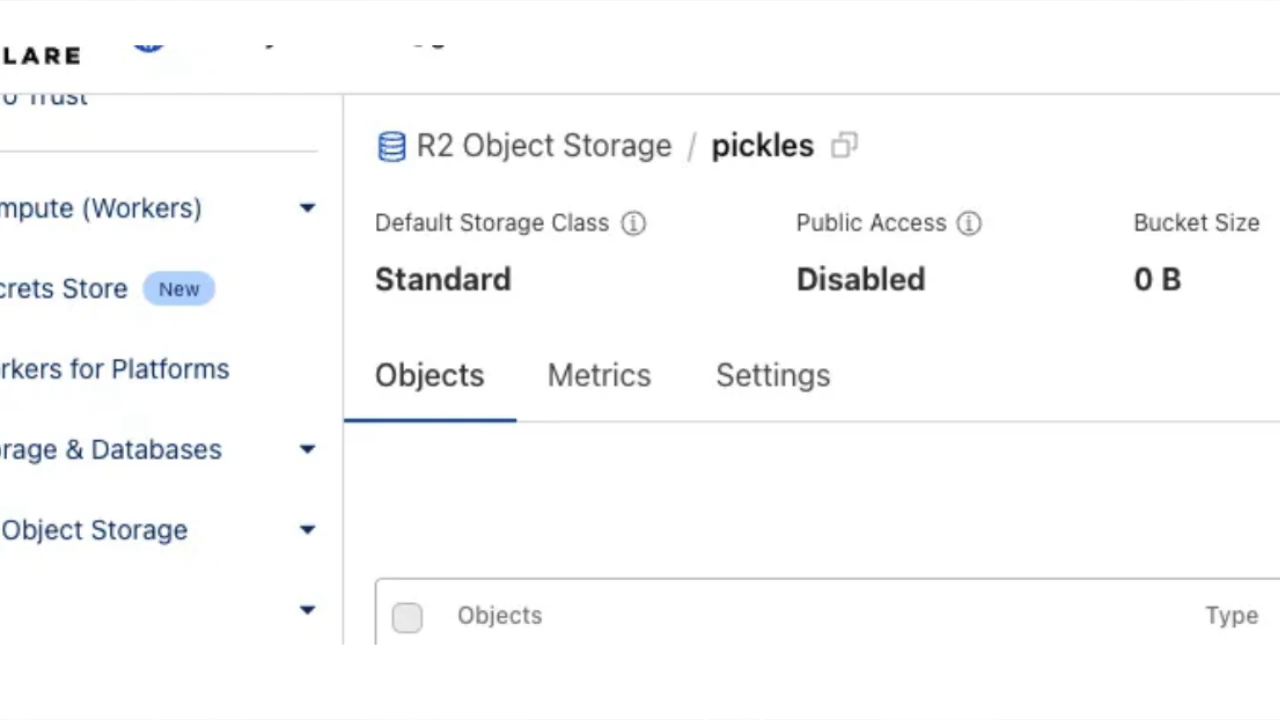 LARE
Trust
R2 Object Storage / pickles
mpute (Workers)
Default Storage Class Public Access Bucket Size
Standard Disabled 0 B
crets Store New
rkers for Platforms
Objects Metrics Settings
orage & Databases
Object Storage
Objects Type